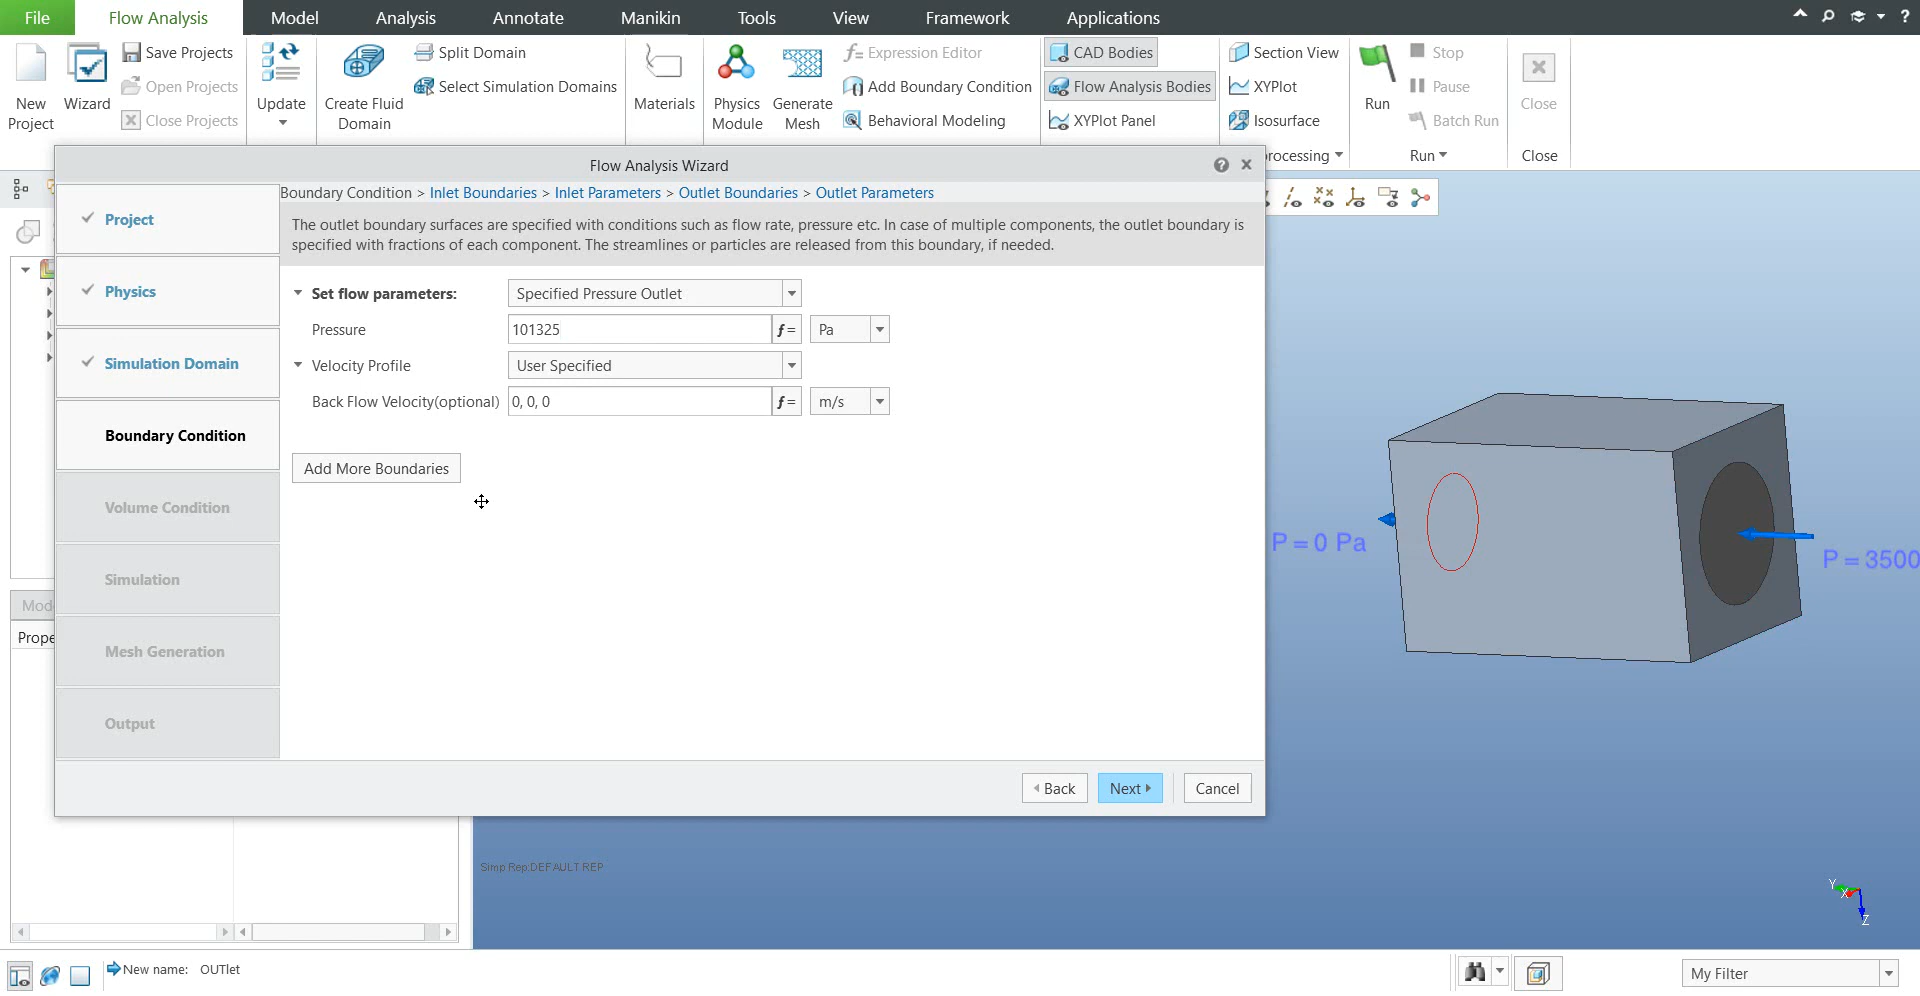 File Flow Analysis Model Analysis Annotate Manikin Tools View Framework Applications
New Project
Wizard
Save Projects
Open Projects
Close Projects
Update
Create Fluid Domain
Split Domain
Select Simulation Domains
Materials
Physics Module
Generate Mesh
Expression Editor
Add Boundary Condition
Behavioral Modeling
CAD Bodies
Flow Analysis Bodies
XYPlot Panel
Section View
XYPlot
Isosurface
rocessing
Run
Stop
Pause
Batch Run
Run
Close
Close
Flow Analysis Wizard
Boundary Condition > Inlet Boundaries > Inlet Parameters > Outlet Boundaries > Outlet Parameters
The outlet boundary surfaces are specified with conditions such as flow rate, pressure etc. In case of multiple components, the outlet boundary is
specified with fractions of each component. The streamlines or particles are released from this boundary, if needed.
Project
Physics
Simulation Domain
Boundary Condition
Volume Condition
Simulation
Mesh Generation
Output
Set flow parameters: Specified Pressure Outlet
Pressure 101325 f= Pa
Velocity Profile User Specified
Back Flow Velocity(optional) 0, 0, 0 f= m/s
Add More Boundaries
Back Next Cancel
Mode
Prope
P = 0 Pa
P = 3500
Simp Rep:DEFAULT REP
Y
X
Z
New name: OUTlet
My Filter